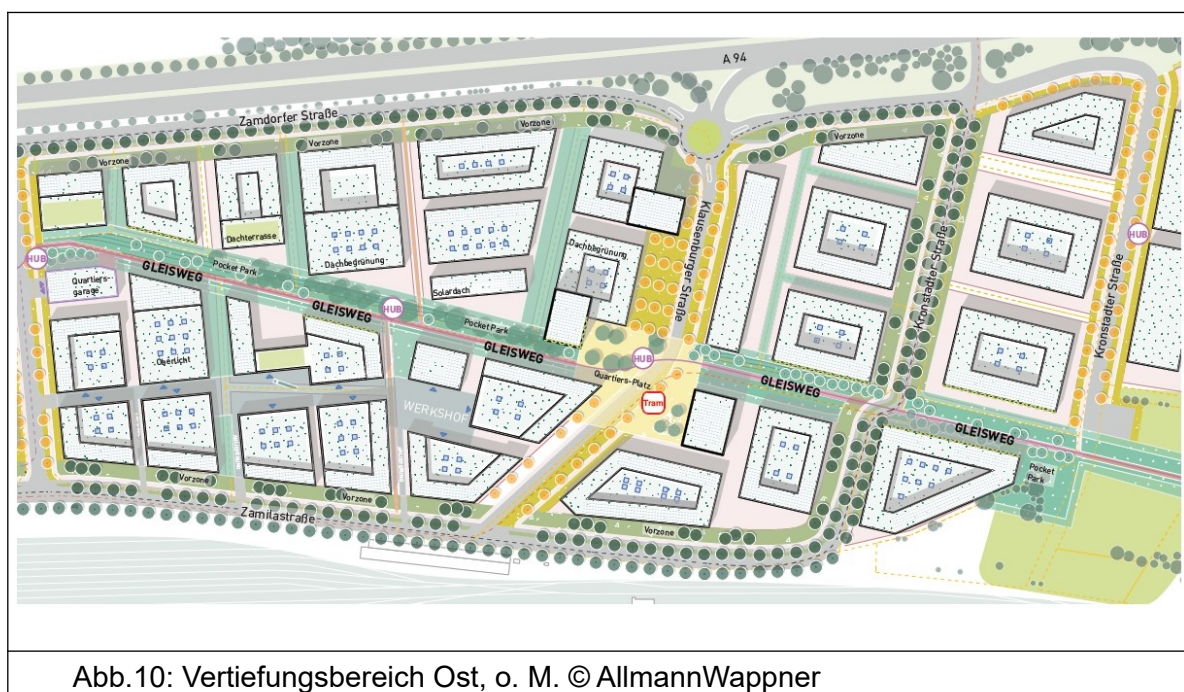 A 94
Zamdorfer Straße
Vorzone
Vorzone
Vorzone
Vorzone
Dachterrasse
Dachbegrünung
Dachbegrünung
Klausenburger Straße
Kronstadter Straße
Kronstadter Straße
HUB
HUB
HUB
HUB
Quartiers-
garage
GLEISWEG
Pocket Park
GLEISWEG
Solardach
Pocket Park
GLEISWEG
Quartiers-Platz
Tram
GLEISWEG
GLEISWEG
Pocket
Park
Oberlicht
WERKSHOF
Vorzone
Vorzone
Vorzone
Zamilastraße
Abb.10: Vertiefungsbereich Ost, o. M. © AllmannWappner